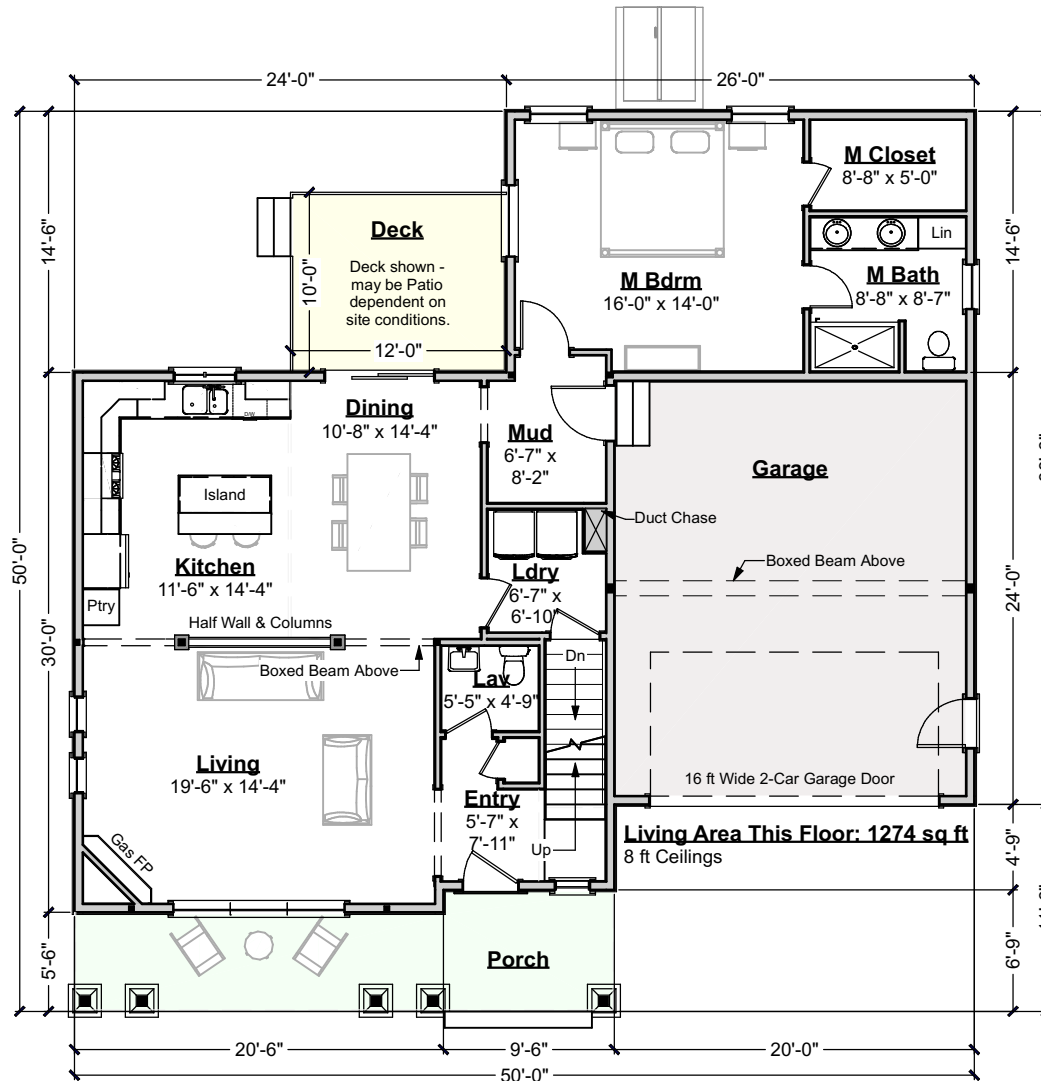 24'-0"
26'-0"
M Closet
8'-8" x 5'-0"
Lin
Deck
Deck shown -
may be Patio
dependent on
site conditions.
10'-0"
12'-0"
M Bdrm
16'-0" x 14'-0"
M Bath
8'-8" x 8'-7"
14'-6"
14'-6"
Dining
10'-8" x 14'-4"
D/W
Mud
6'-7" x
8'-2"
Garage
Island
Duct Chase
Kitchen
11'-6" x 14'-4"
Ptry
Ldry
6'-7" x
6'-10"
Boxed Beam Above
50'-0"
30'-0"
24'-0"
Half Wall & Columns
Boxed Beam Above
Dn
Lav
5'-5" x 4'-9"
Living
19'-6" x 14'-4"
16 ft Wide 2-Car Garage Door
Entry
5'-7" x
7'-11"
Up
Gas FP
Living Area This Floor: 1274 sq ft
8 ft Ceilings
4'-9"
5'-6"
Porch
6'-9"
20'-6"
9'-6"
20'-0"
50'-0"